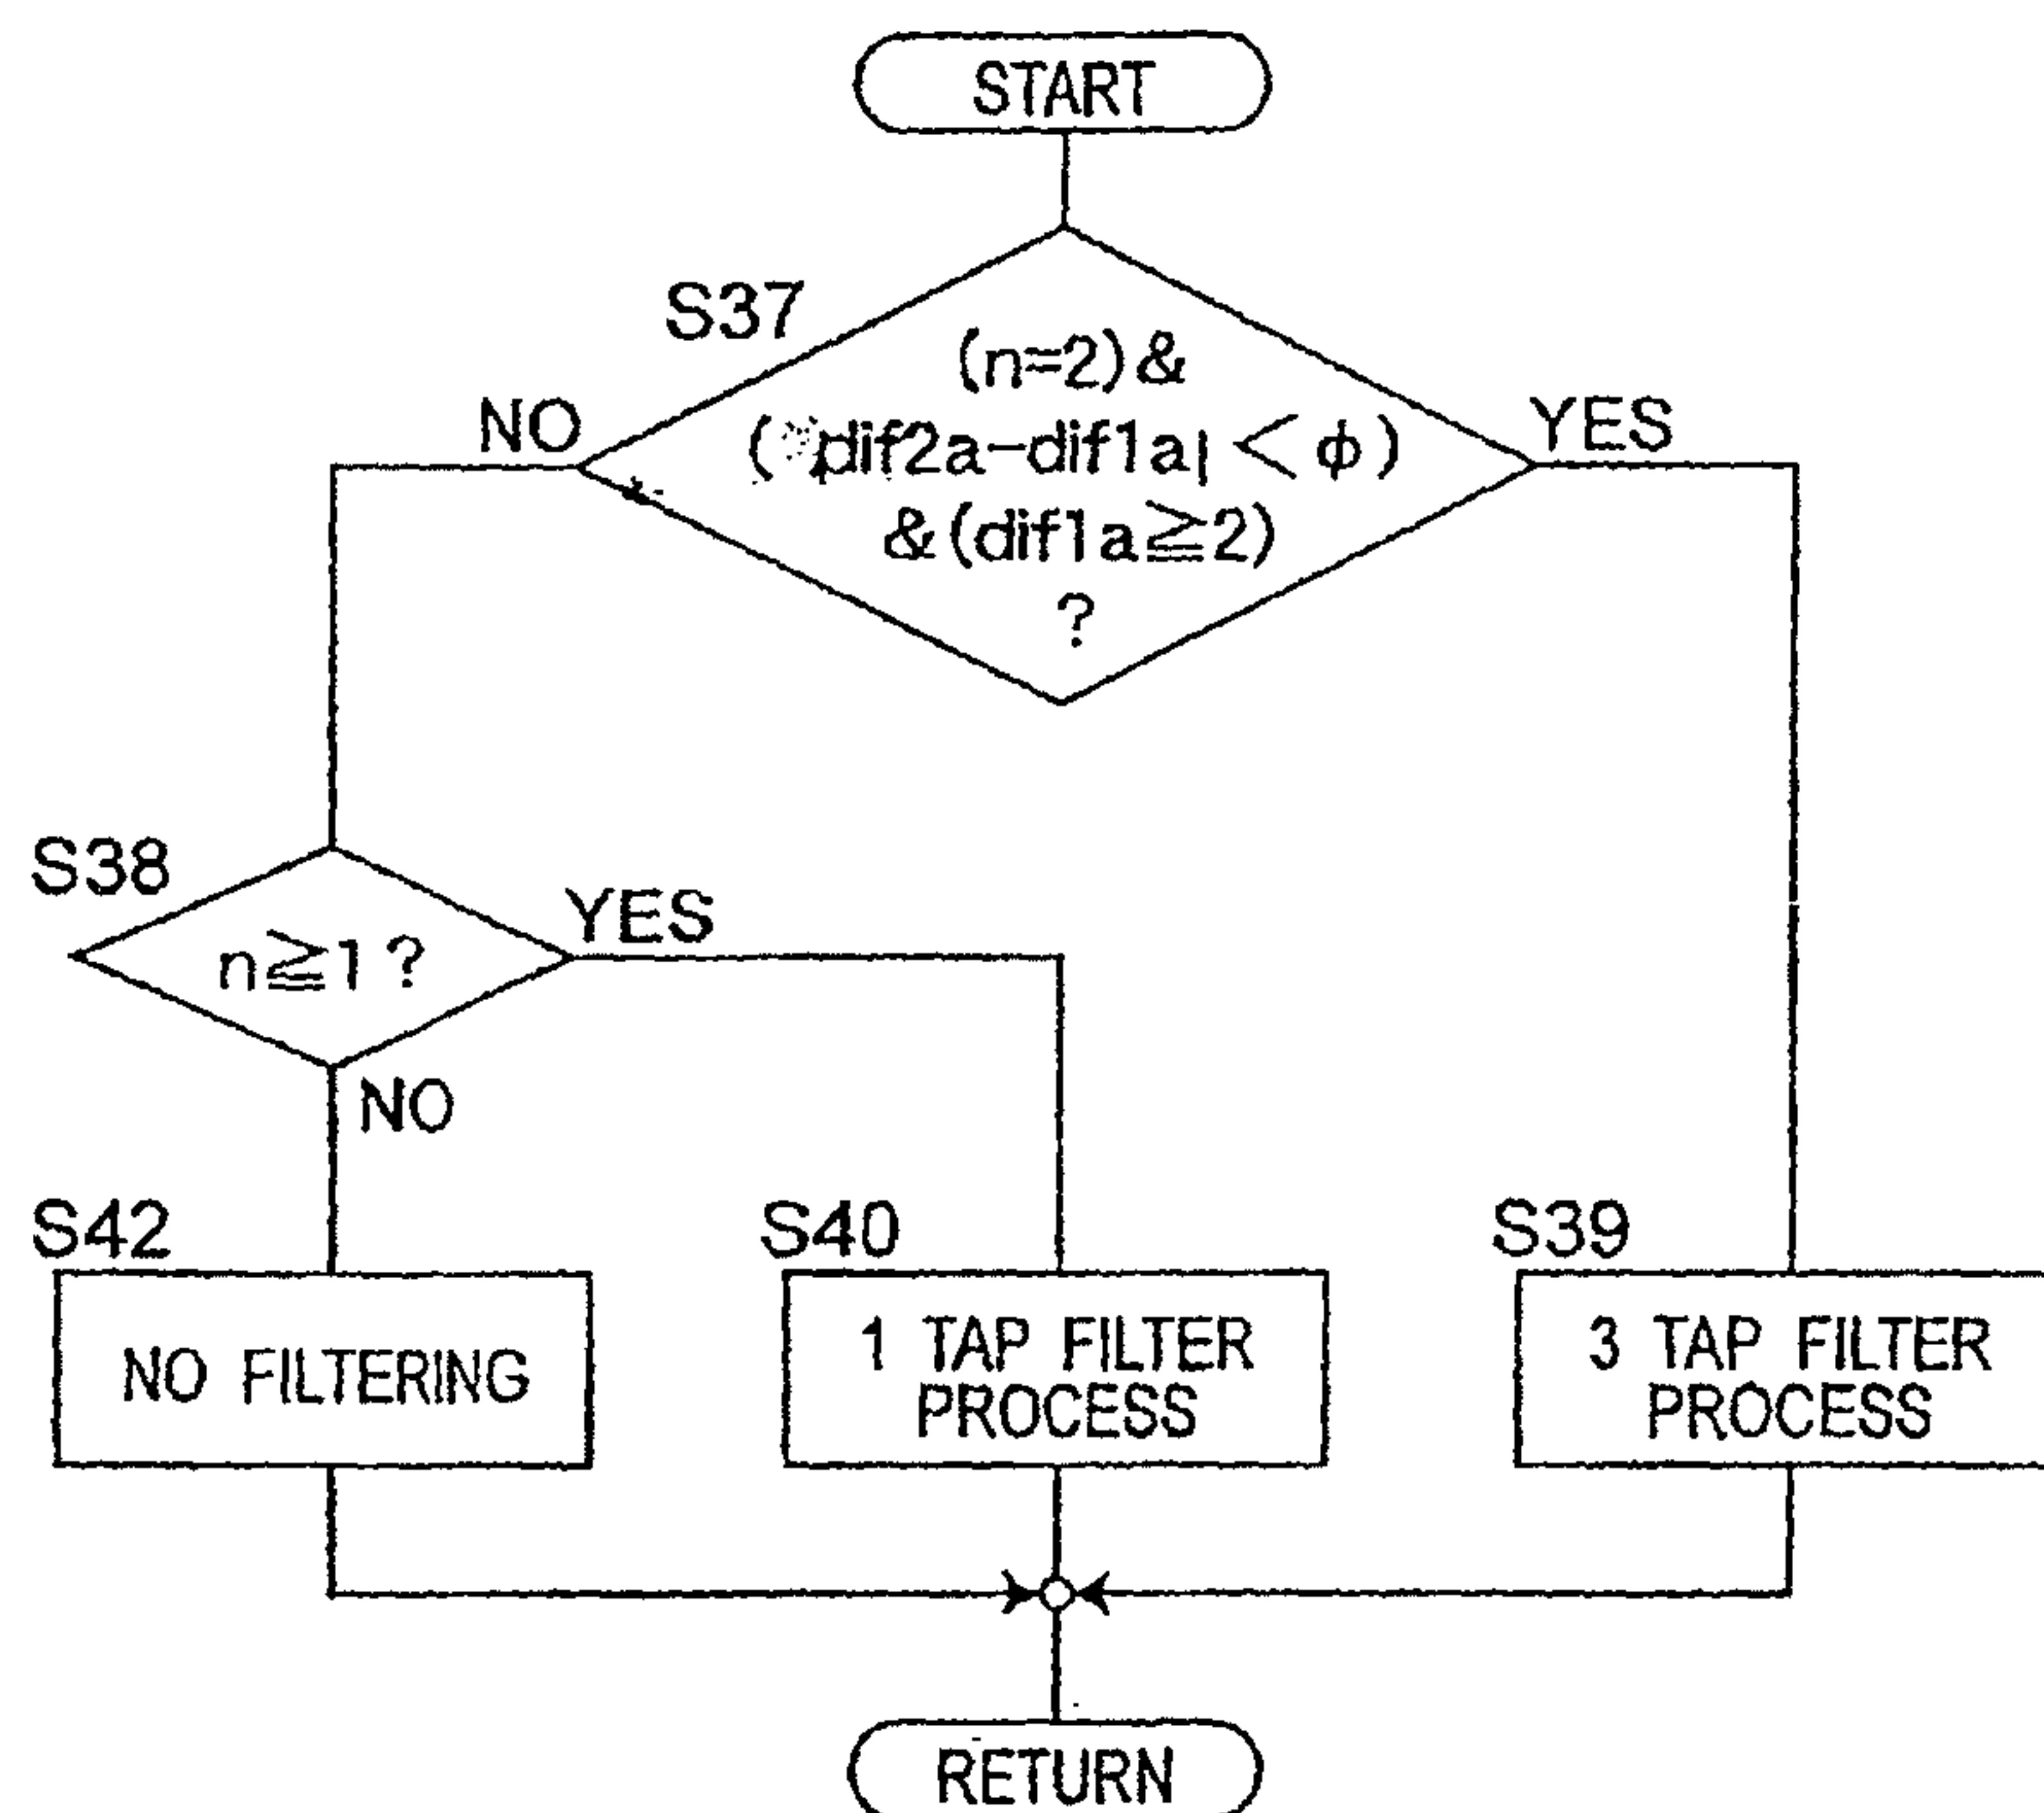 START
S37
(n=2)&
(|dif2a-dif1a|<ϕ)
&(dif1a≧2)
?
NO
YES
S38
n≧1?
YES
NO
S42
NO FILTERING
S40
1 TAP FILTER
PROCESS
S39
3 TAP FILTER
PROCESS
RETURN